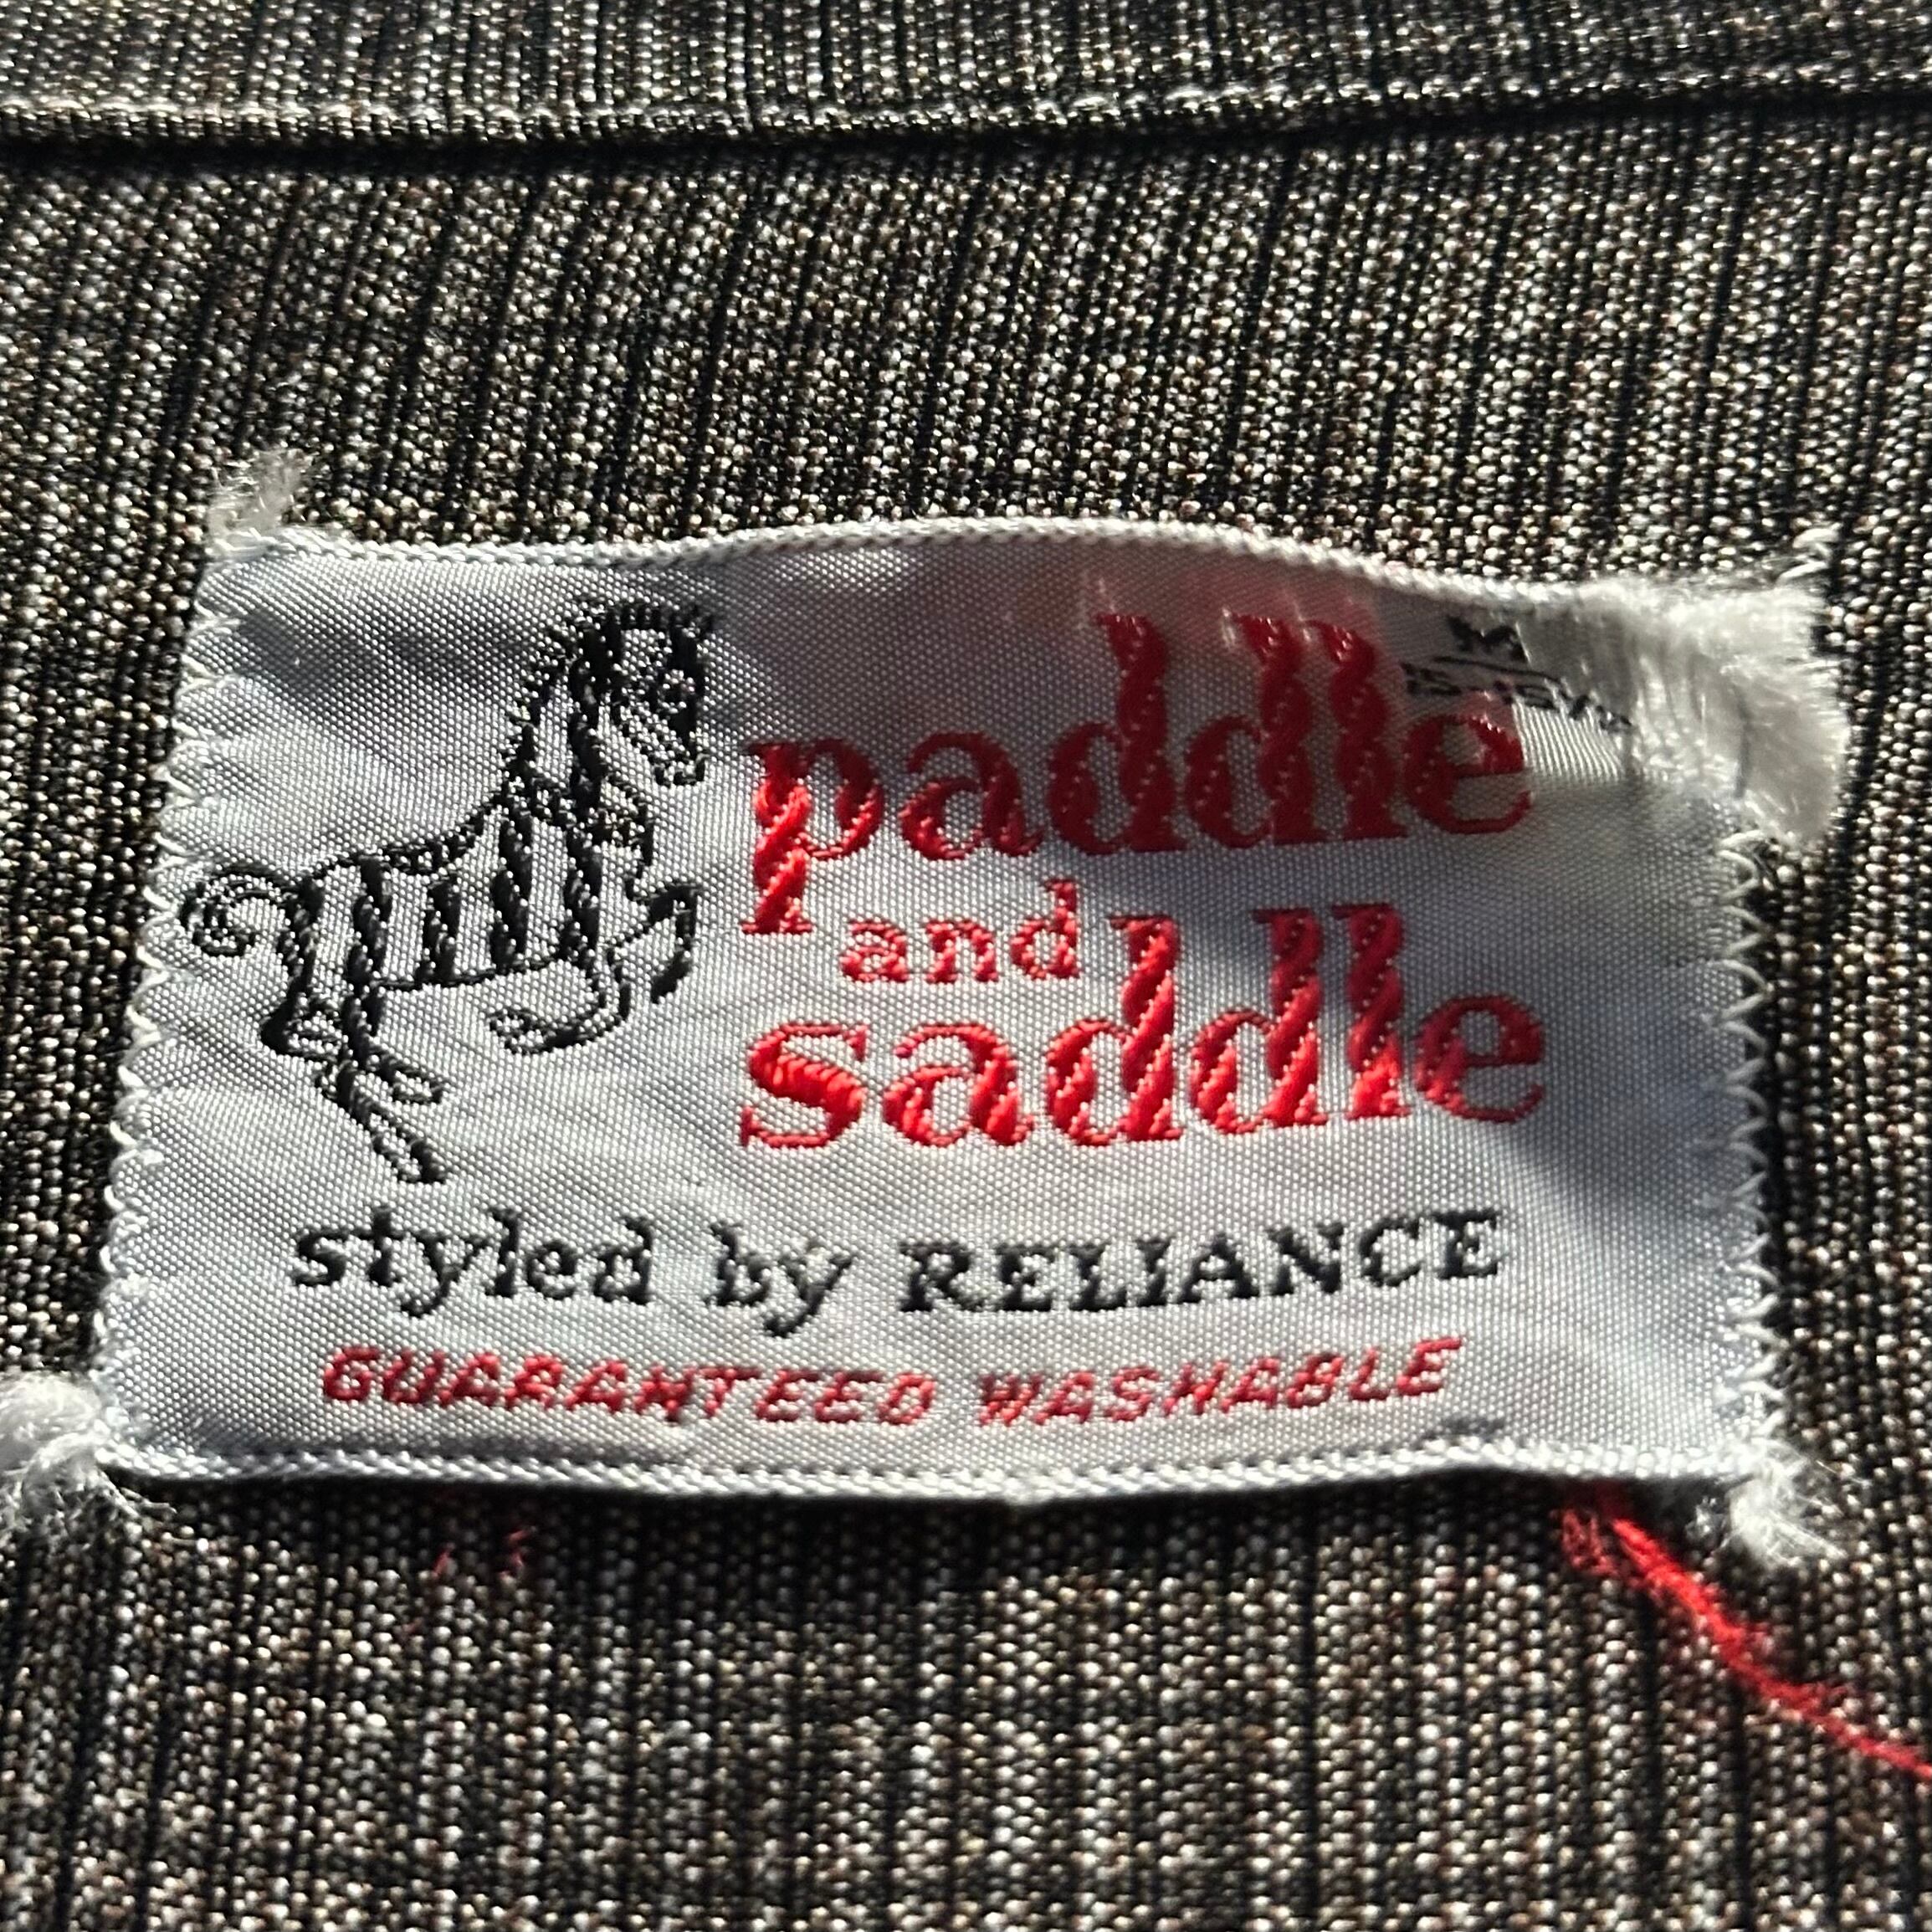 paddle
and
saddle
styled by RELIANCE
GUARANTEED WASHABLE